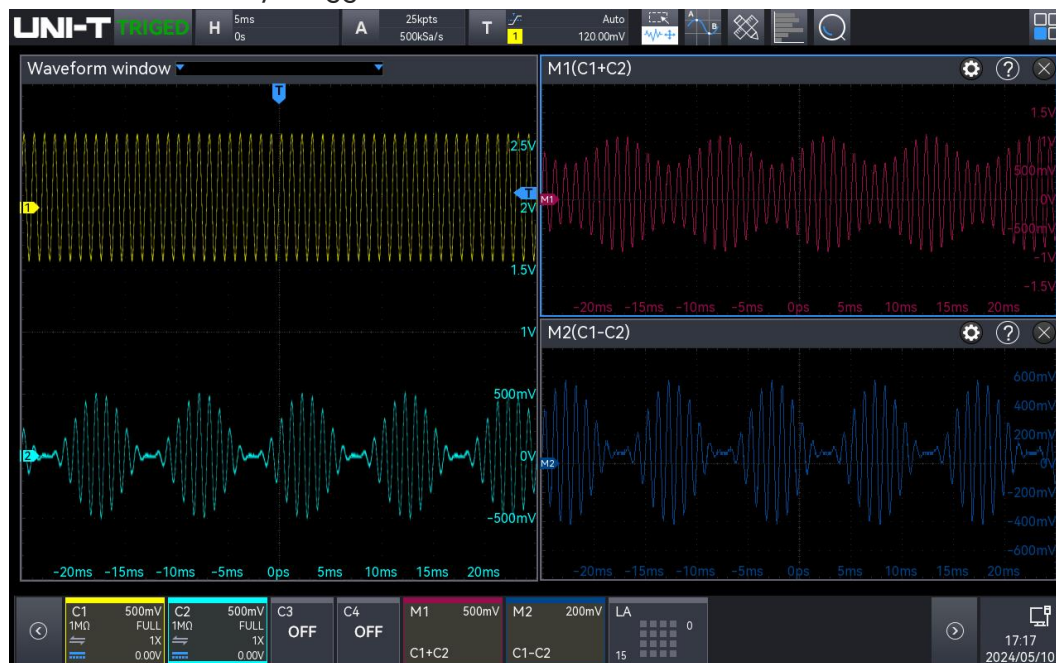 UNI-T TRIGED H 5ms 0s A 25kpts 500kSa/s T 1 Auto 120.00mV A B
Waveform window
T
1
2.5V
T
2V
1.5V
1V
500mV
2
0V
-500mV
-20ms -15ms -10ms -5ms 0ps 5ms 10ms 15ms 20ms
M1(C1+C2) ?
1.5V
1V
500mV
M1
0V
-500mV
-1V
-1.5V
-20ms -15ms -10ms -5ms 0ps 5ms 10ms 15ms 20ms
M2(C1-C2) ?
600mV
400mV
200mV
M2
0V
-200mV
-400mV
-600mV
-20ms -15ms -10ms -5ms 0ps 5ms 10ms 15ms 20ms
C1 500mV
1MΩ FULL
1X
0.00V
C2 500mV
1MΩ FULL
1X
0.00V
C3
OFF
C4
OFF
M1 500mV
C1+C2
M2 200mV
C1-C2
LA
0
15
17:17
2024/05/10